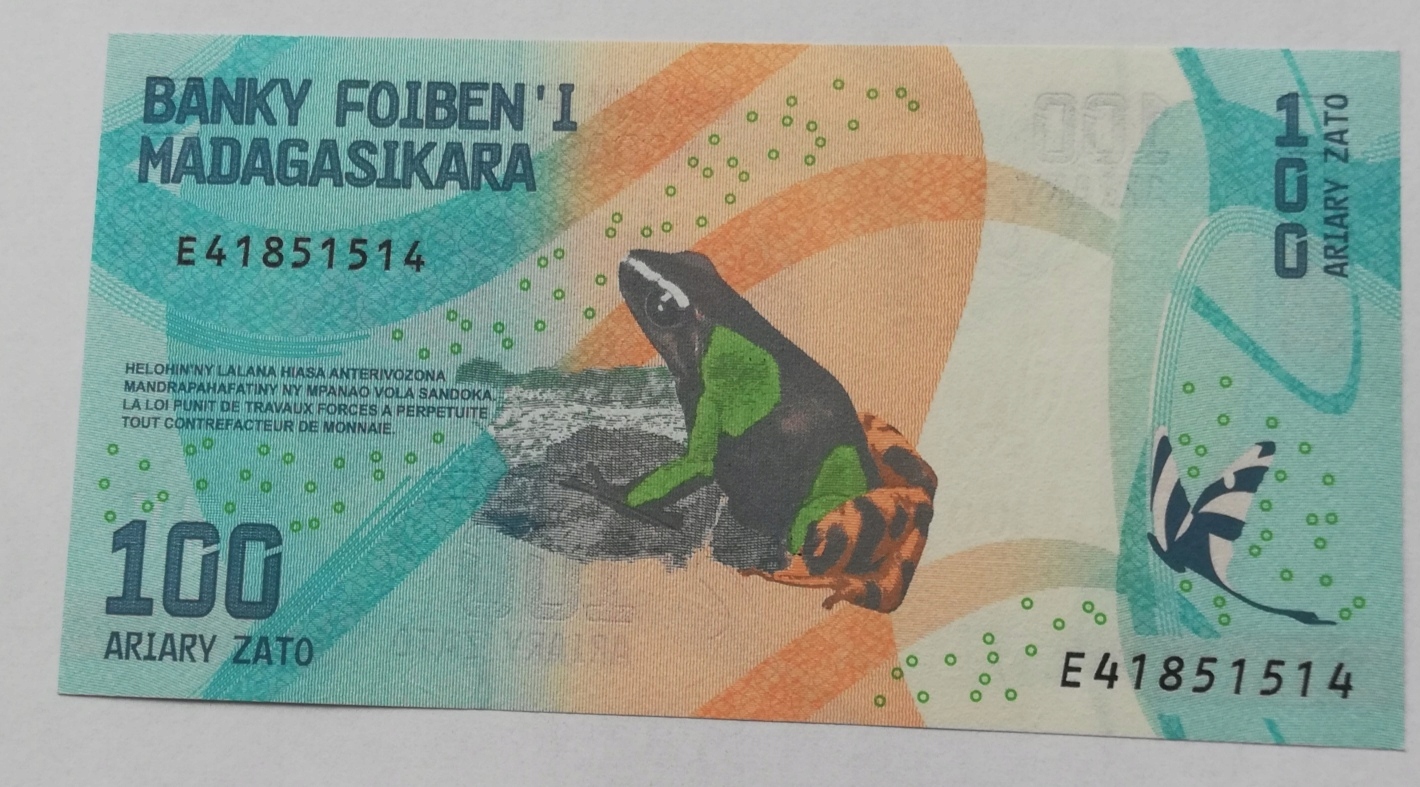 BANKY FOIBEN'I
MADAGASIKARA
E41851514
HELOHIN'NY LALANA HIASA ANTERIVOZONA
MANDRAPAHAFATINY NY MPANAO VOLA SANDOKA.
LA LOI PUNIT DE TRAVAUX FORCES A PERPETUITE
TOUT CONTREFACTEUR DE MONNAIE.
100
ARIARY ZATO
100
ARIARY ZATO
E41851514